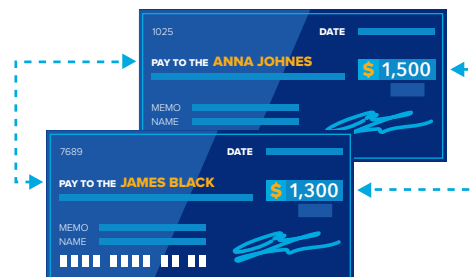 1025 DATE
PAY TO THE ANNA JOHNES $ 1,500
MEMO
NAME
7689 DATE
PAY TO THE JAMES BLACK $ 1,300
MEMO
NAME